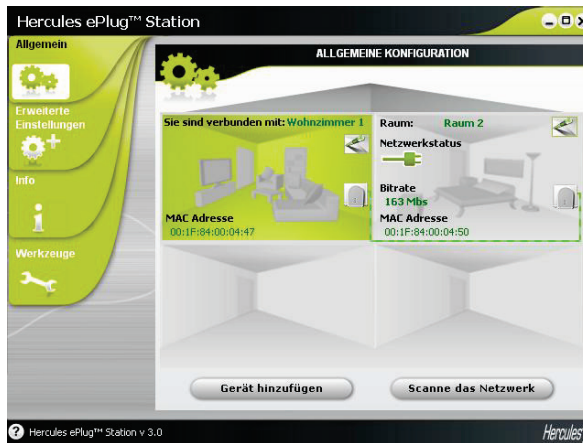 Hercules ePlug™ Station
Allgemein
ALLGEMEINE KONFIGURATION
Erweiterte
Einstellungen
Info
Werkzeuge
Sie sind verbunden mit: Wohnzimmer 1
MAC Adresse
00:1F:84:00:04:47
Raum: Raum 2
Netzwerkstatus
Bitrate
163 Mbs
MAC Adresse
00:1F:84:00:04:50
Gerät hinzufügen
Scanne das Netzwerk
? Hercules ePlug™ Station v 3.0
Hercules